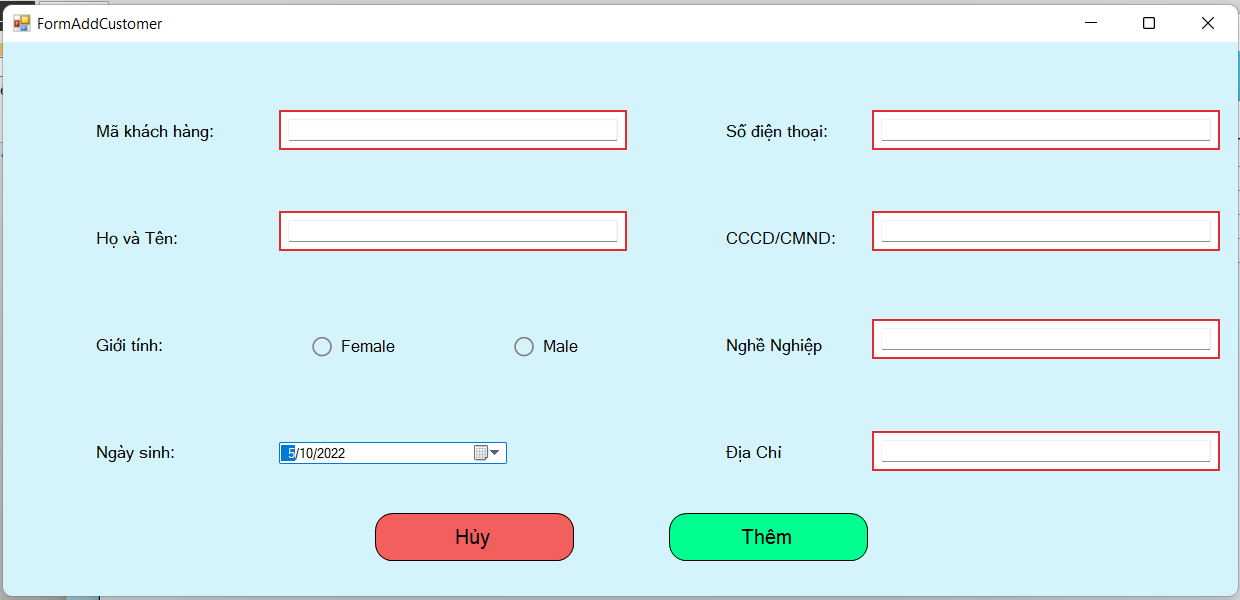 FormAddCustomer
Mã khách hàng:
Số điện thoại:
Họ và Tên:
CCCD/CMND:
Giới tính:
Female
Male
Nghề Nghiệp
Ngày sinh:
5/10/2022
Địa Chỉ
Hủy
Thêm